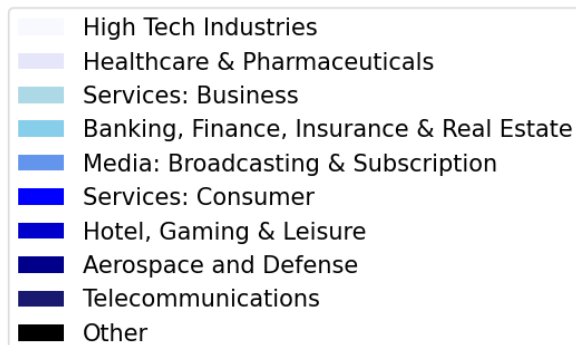 High Tech Industries
Healthcare & Pharmaceuticals
Services: Business
Banking, Finance, Insurance & Real Estate
Media: Broadcasting & Subscription
Services: Consumer
Hotel, Gaming & Leisure
Aerospace and Defense
Telecommunications
Other